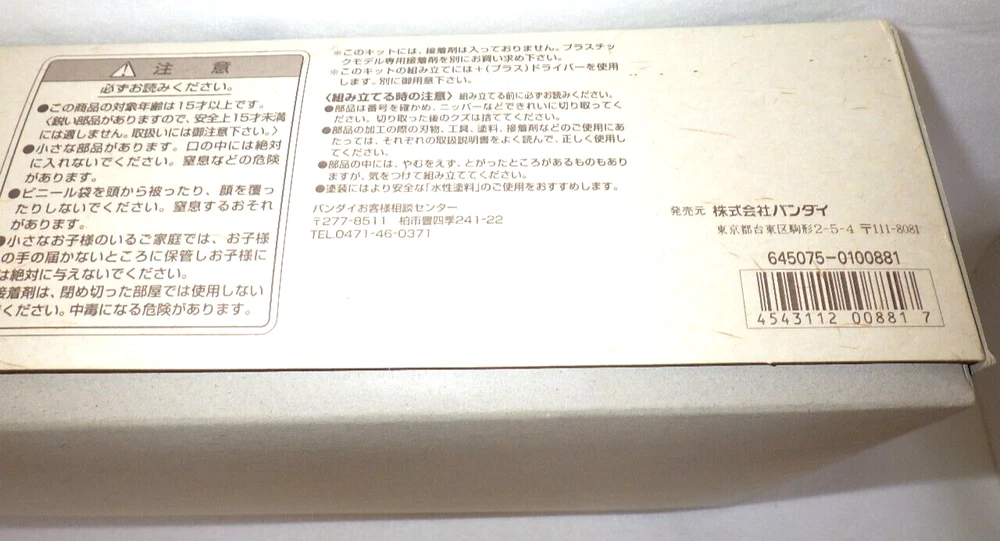 注 意
必ずお読みください。
●この商品の対象年齢は15才以上です。
〈鋭い部品がありますので、安全上15才未満
には適しません。取扱いには御注意下さい。〉
●小さな部品があります。口の中には絶対
に入れないでください。窒息などの危険
があります。
●ビニール袋を頭から被ったり、顔を覆っ
たりしないでください。窒息するおそれ
があります。
●小さなお子様のいるご家庭では、お子様
の手の届かないところに保管しお子様に
は絶対に与えないでください。
接着剤は、閉め切った部屋では使用しない
ください。中毒になる危険があります。
※このキットには、接着剤は入っておりません。プラスチッ
クモデル専用接着剤を別にお買い求め下さい。
※このキットの組み立てには+(プラス)ドライバーを使用
します。別に御用意下さい。
〈組み立てる時の注意〉組み立てる前に必ずお読みください。
●部品は番号を確かめ、ニッパーなどできれいに切り取ってく
ださい。切り取った後のクズは捨ててください。
●部品の加工の際の刃物、工具、塗料、接着剤などのご使用にあ
たっては、それぞれの取扱説明書をよく読んで、正しく使用し
てください。
●部品の中には、やむをえず、とがったところがあるものもあり
ますが、気をつけて組み立ててください。
●塗装にはより安全な「水性塗料」のご使用をおすすめします。
バンダイお客様相談センター
〒277-8511 柏市豊四季241-22
TEL.0471-46-0371
発売元 株式会社バンダイ
東京都台東区駒形2-5-4 〒111-8081
645075-0100881
4543112 00881 7